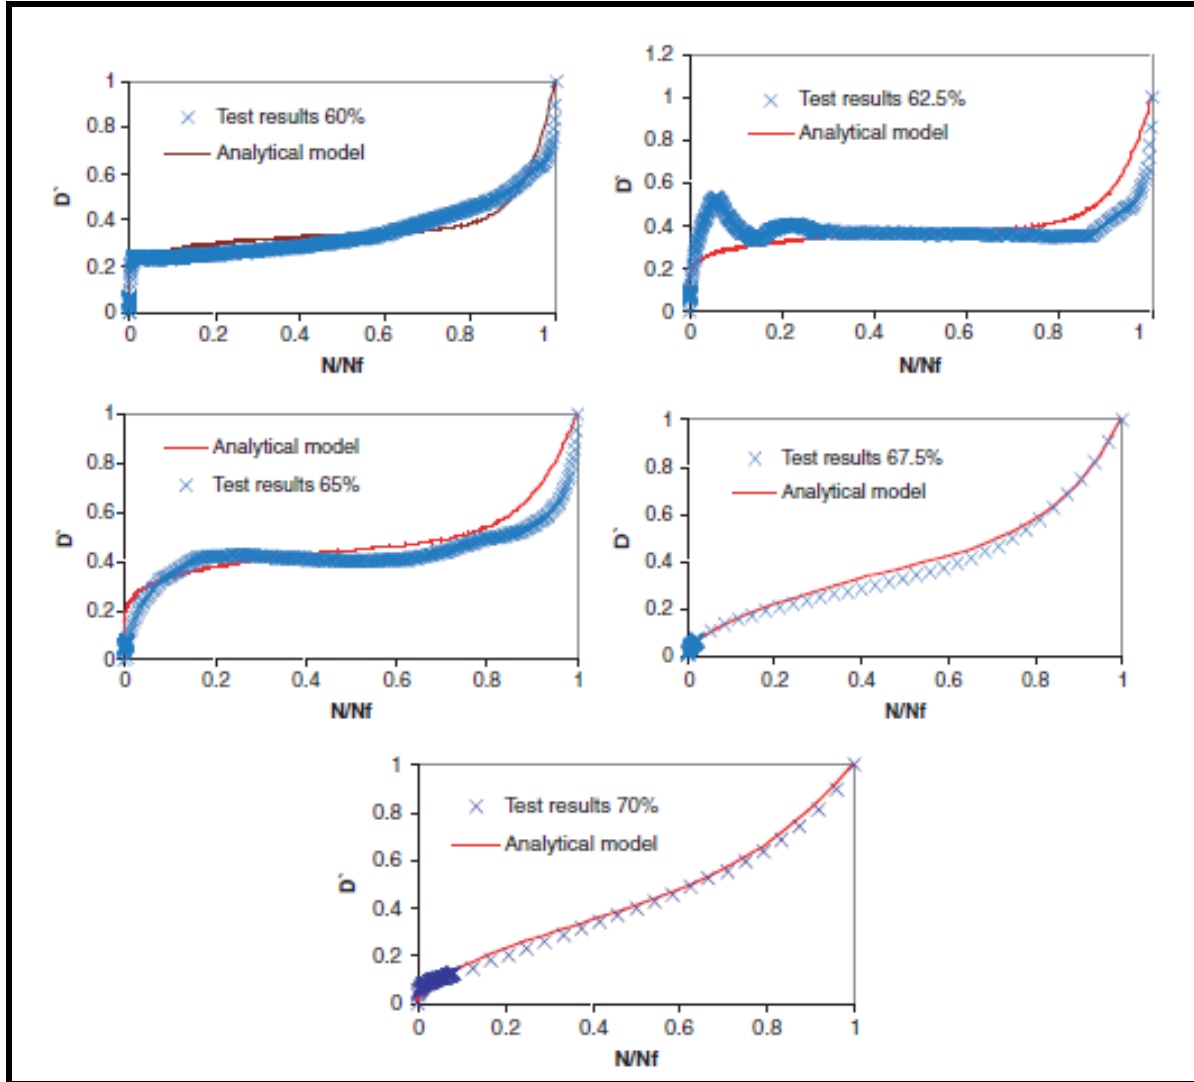 1
0.8
0.6
0.4
0.2
0
D`
× Test results 60%
Analytical model
0 0.2 0.4 0.6 0.8 1
N/Nf
1.2
1
0.8
0.6
0.4
0.2
0
D`
× Test results 62.5%
Analytical model
0 0.2 0.4 0.6 0.8 1
N/Nf
1
0.8
0.6
0.4
0.2
0
D`
Analytical model
× Test results 65%
0 0.2 0.4 0.6 0.8 1
N/Nf
1
0.8
0.6
0.4
0.2
0
D`
× Test results 67.5%
Analytical model
0 0.2 0.4 0.6 0.8 1
N/Nf
1
0.8
0.6
0.4
0.2
0
D`
× Test results 70%
Analytical model
0 0.2 0.4 0.6 0.8 1
N/Nf